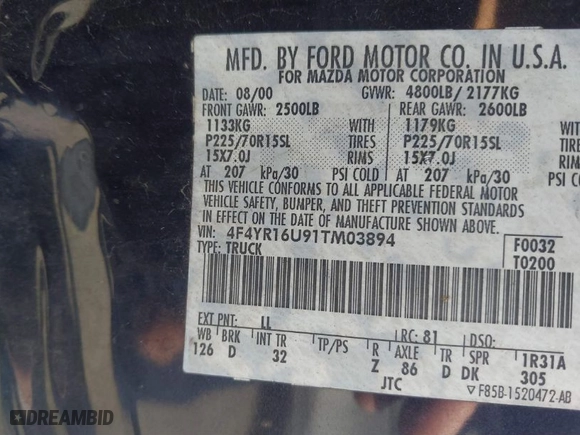 MFD. BY FORD MOTOR CO. IN U.S.A.
FOR MAZDA MOTOR CORPORATION
DATE: 08/00 GVWR: 4800LB/ 2177KG
FRONT GAWR: 2500LB REAR GAWR: 2600LB
1133KG WITH 1179KG WITH
P225/70R15SL TIRES P225/70R15SL TIRES
15X7.0J RIMS 15X7.0J RIMS
AT 207 kPa/30 PSI COLD AT 207 kPa/30 PSI COLD
THIS VEHICLE CONFORMS TO ALL APPLICABLE FEDERAL MOTOR
VEHICLE SAFETY, BUMPER, AND THEFT PREVENTION STANDARDS
IN EFFECT ON THE DATE OF MANUFACTURE SHOWN ABOVE.
VIN: 4F4YR16U91TM03894 F0032
TYPE: TRUCK T0200
EXT PNT: LL RC: 81 DSO:
WB BRK INT TR TP/PS R AXLE TR SPR 1R31A
126 D 32 Z 86 D DK 305
JTC ▽ F85B-1520472-AB
DREAMBID